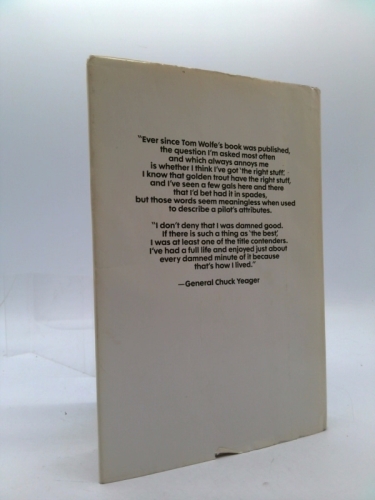 "Ever since Tom Wolfe's book was published,
the question I'm asked most often
and which always annoys me
is whether I think I've got 'the right stuff.'
I know that golden trout have the right stuff,
and I've seen a few gals here and there
that I'd bet had it in spades,
but those words seem meaningless when used
to describe a pilot's attributes.
"I don't deny that I was damned good.
If there is such a thing as 'the best,'
I was at least one of the title contenders.
I've had a full life and enjoyed just about
every damned minute of it because
that's how I lived."
—General Chuck Yeager